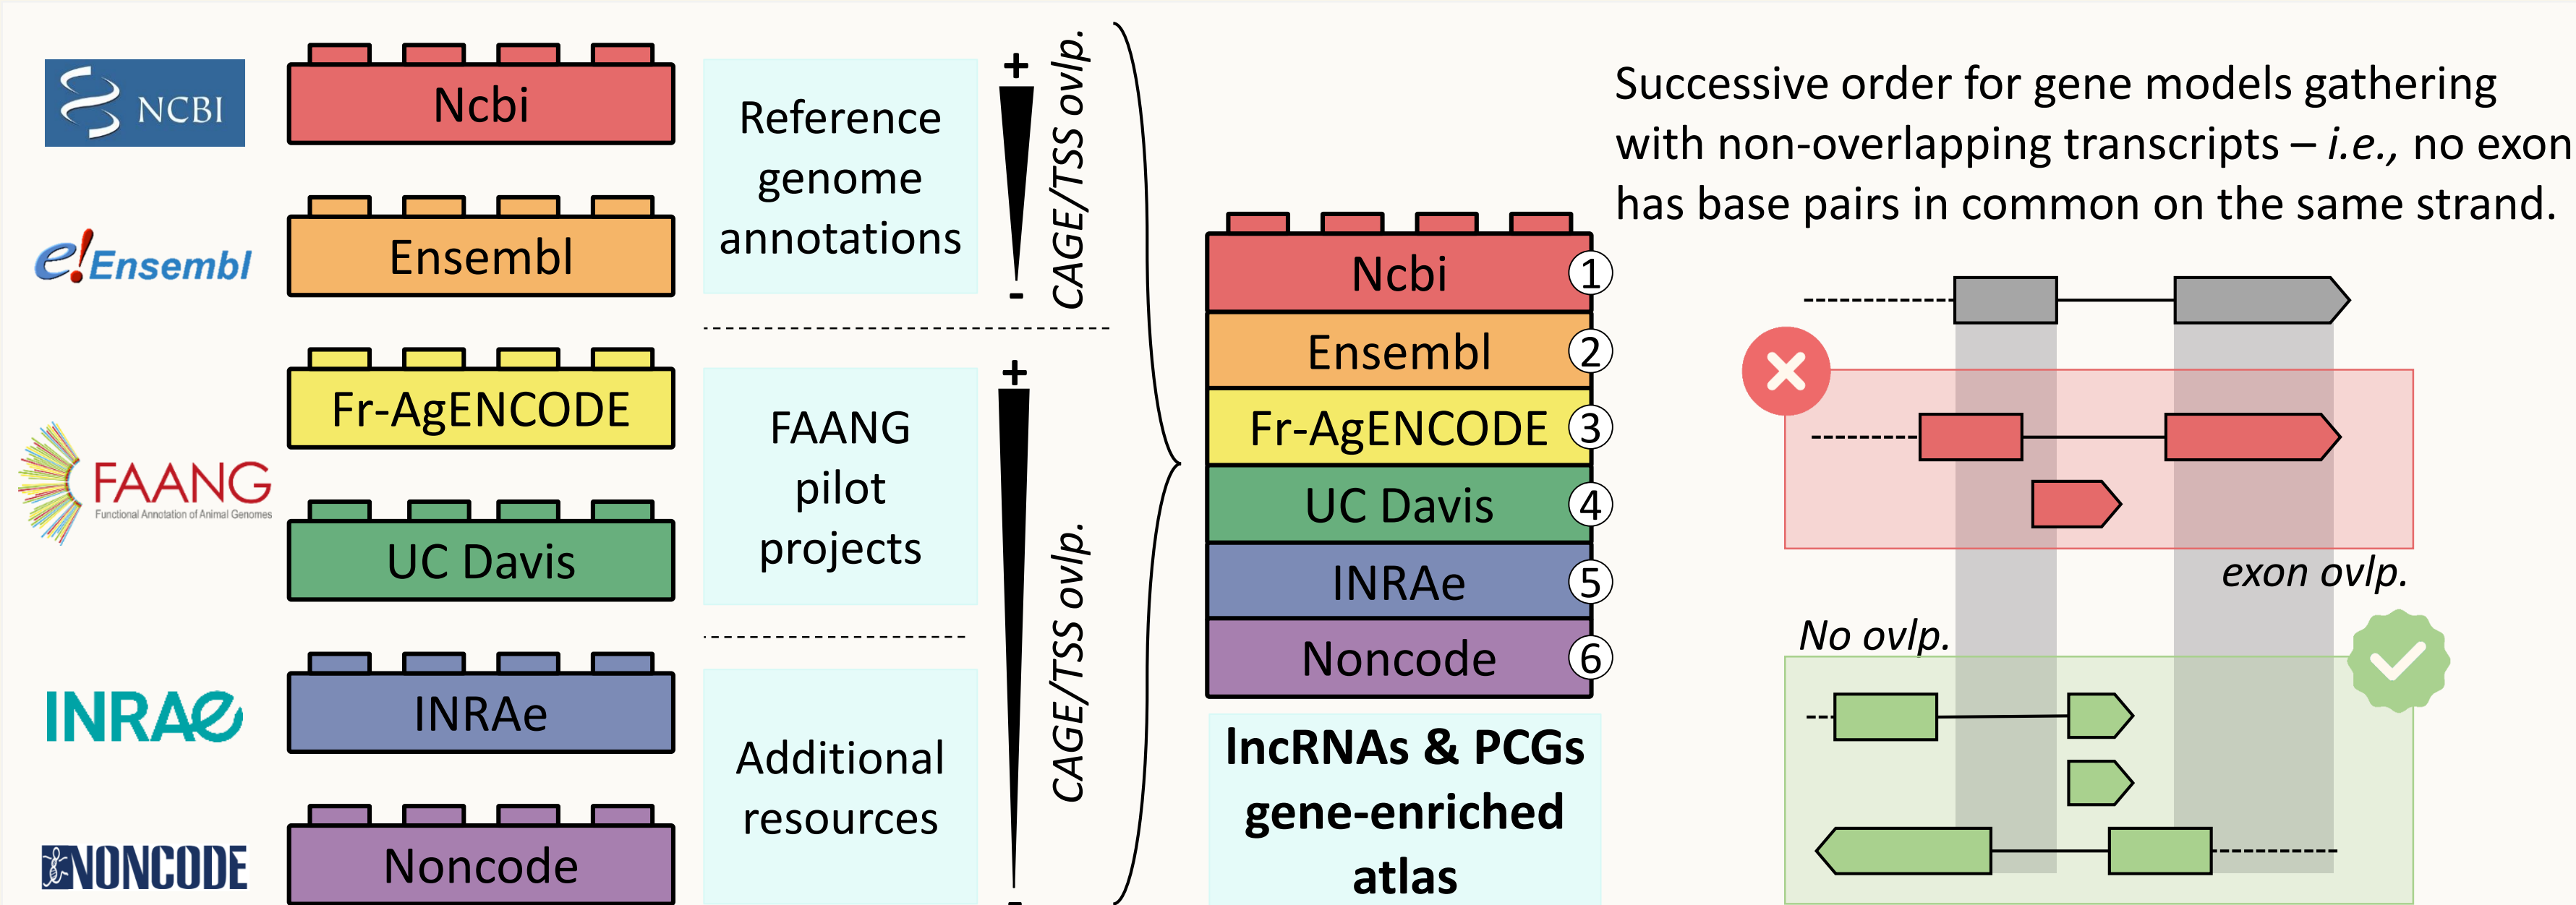 NCBI
Ncbi
e!Ensembl
Ensembl
FAANG
Functional Annotation of Animal Genomes
Fr-AgENCODE
UC Davis
INRAe
INRAe
NONCODE
Noncode
Reference
genome
annotations
+
-
CAGE/TSS ovlp.
FAANG
pilot
projects
Additional
resources
+
-
CAGE/TSS ovlp.
Ncbi 1
Ensembl 2
Fr-AgENCODE 3
UC Davis 4
INRAe 5
Noncode 6
lncRNAs & PCGs
gene-enriched
atlas
Successive order for gene models gathering
with non-overlapping transcripts – i.e., no exon
has base pairs in common on the same strand.
exon ovlp.
No ovlp.